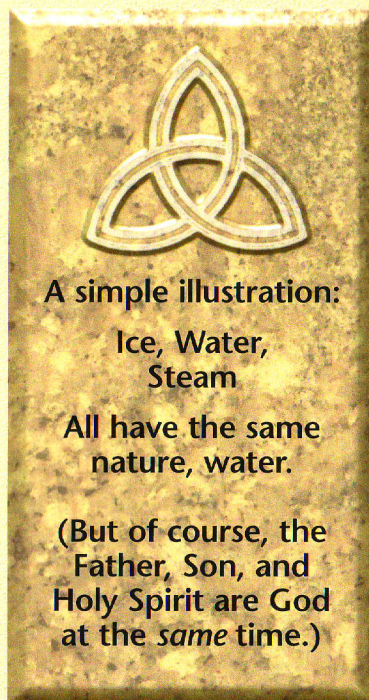 A simple illustration:
Ice, Water,
Steam
All have the same
nature, water.
(But of course, the
Father, Son, and
Holy Spirit are God
at the same time.)